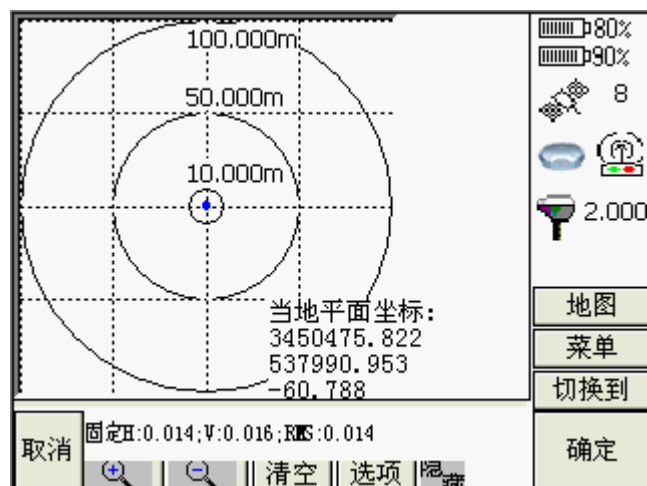 100.000m
50.000m
10.000m
当地平面坐标:
3450475.822
537990.953
-60.788
80%
90%
8
2.000
地图
菜单
切换到
取消
固定H:0.014;V:0.016;RMS:0.014
清空
选项
隐藏
确定